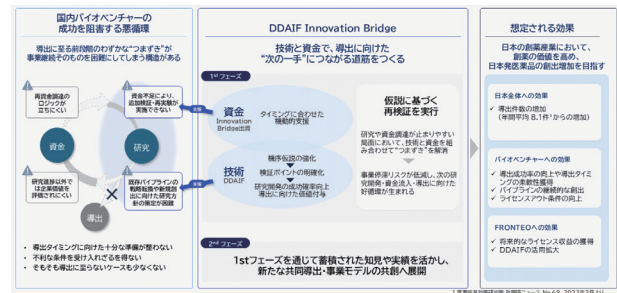 国内バイオベンチャーの
成功を阻害する悪循環
導出に至る前段階のわずかな“つまずき”が
事業継続そのものを困難にしてしまう構造がある
再資金調達の
ロジックが
立ちにくい
資金不足により、
追加検証・再実験が
実施できない
資金
研究
研究進捗以外で
は企業価値を
評価されにくい
既存パイプラインの
戦略転換や新規創
出に向けた研究方
針の策定が困難
導出
・ 導出タイミングに向けた十分な準備が整わない
・ 不利な条件を受け入れざるを得ない
・ そもそも導出に至らないケースも少なくない
DDAIF Innovation Bridge
技術と資金で、導出に向けた
“次の一手”につながる道筋をつくる
1stフェーズ
資金
Innovation
Bridge出資
タイミングに合わせた
機動的支援
技術
DDAIF
機序仮説の強化
検証ポイントの明確化
研究開発の成功確率向上
導出に向けた価値付与
仮説に基づく
再検証を実行
研究や資金調達が止まりやすい
局面において、技術と資金を組
み合わせて“つまずき”を解消
事業停滞リスクが低減し、次の研
究開発・資金流入・導出に向けた
好循環が生まれる
2ndフェーズ
1stフェーズを通じて蓄積された知見や実績を活かし、
新たな共同導出・事業モデルの共創へ展開
想定される効果
日本の創薬産業において、
創薬の価値を高め、
日本発医薬品の創出増加を目指す
日本全体への効果
✓ 導出件数の増加
(年間平均 8.1件¹からの増加)
バイオベンチャーへの効果
✓ 導出成功率の向上や導出タイミ
ングの柔軟性獲得
✓ パイプラインの継続的な創出
✓ ライセンスアウト条件の向上
FRONTEOへの効果
✓ 将来的なライセンス収益の獲得
✓ DDAIFの活用拡大